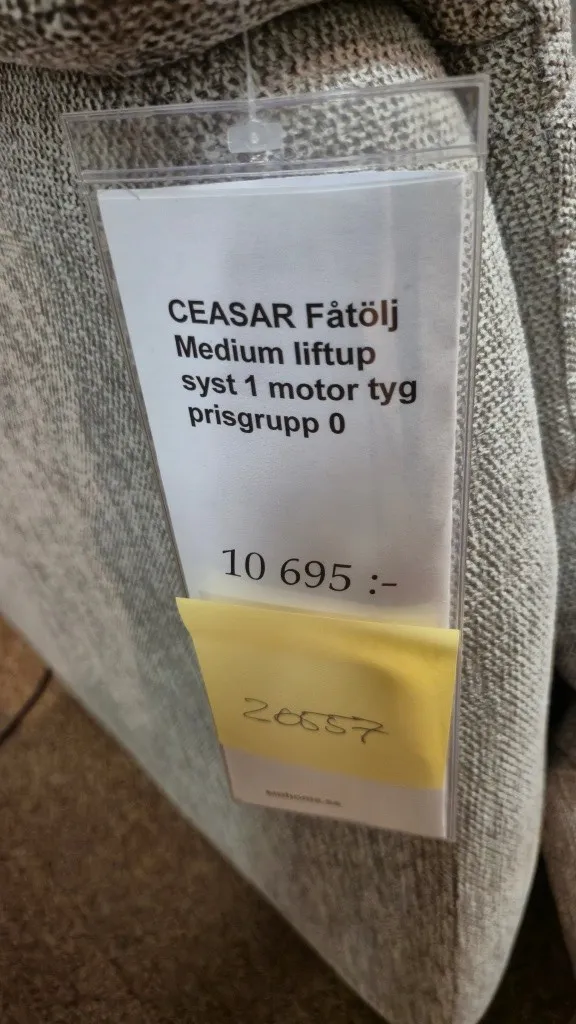 CEASAR Fåtölj
Medium liftup
syst 1 motor tyg
prisgrupp 0
10 695 :-
20557